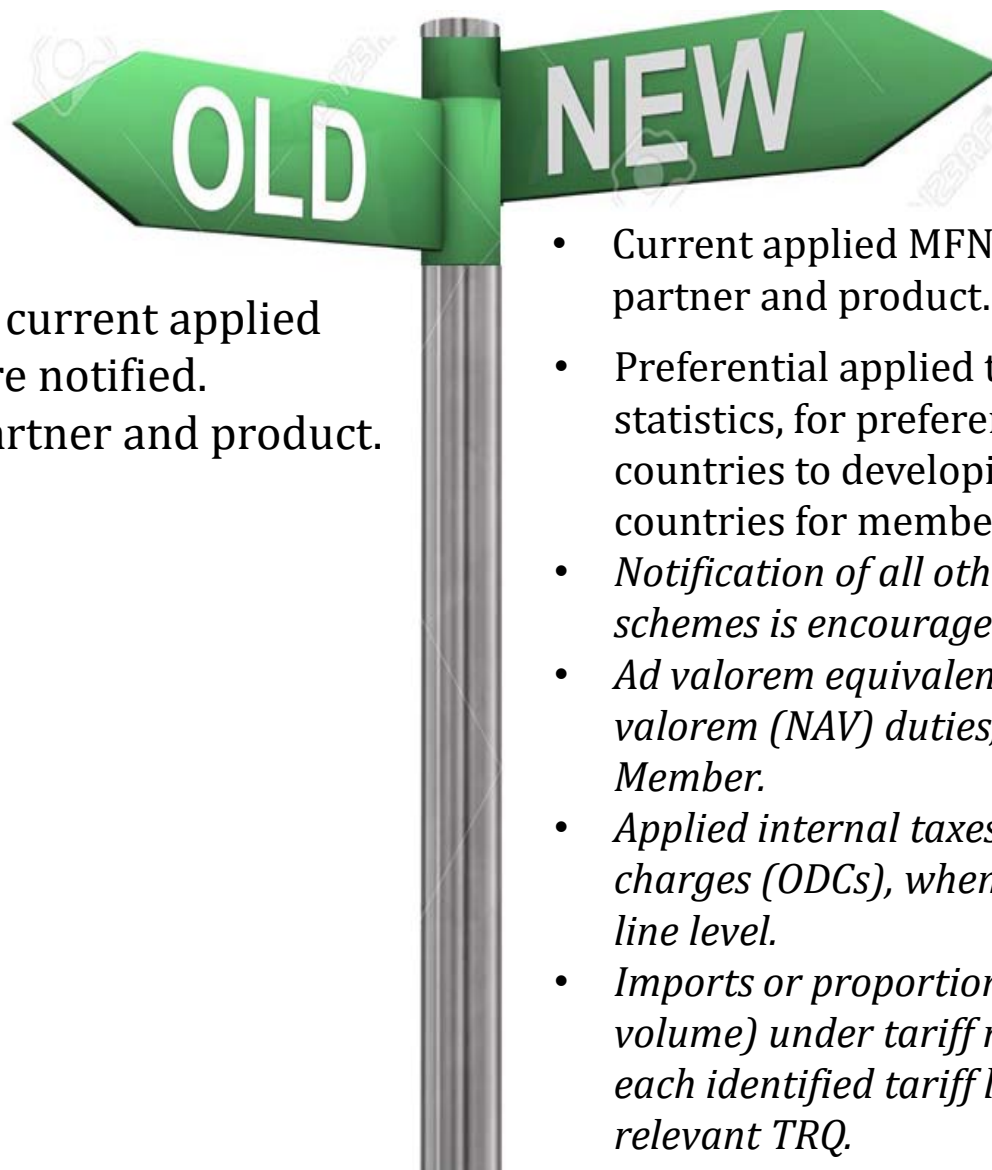 OLD
NEW
current applied
re notified.
artner and product.
• Current applied MFN
partner and product.
• Preferential applied t
statistics, for prefere
countries to developi
countries for membe
• Notification of all oth
schemes is encourage
• Ad valorem equivalen
valorem (NAV) duties,
Member.
• Applied internal taxes
charges (ODCs), when
line level.
• Imports or proportion
volume) under tariff r
each identified tariff l
relevant TRQ.